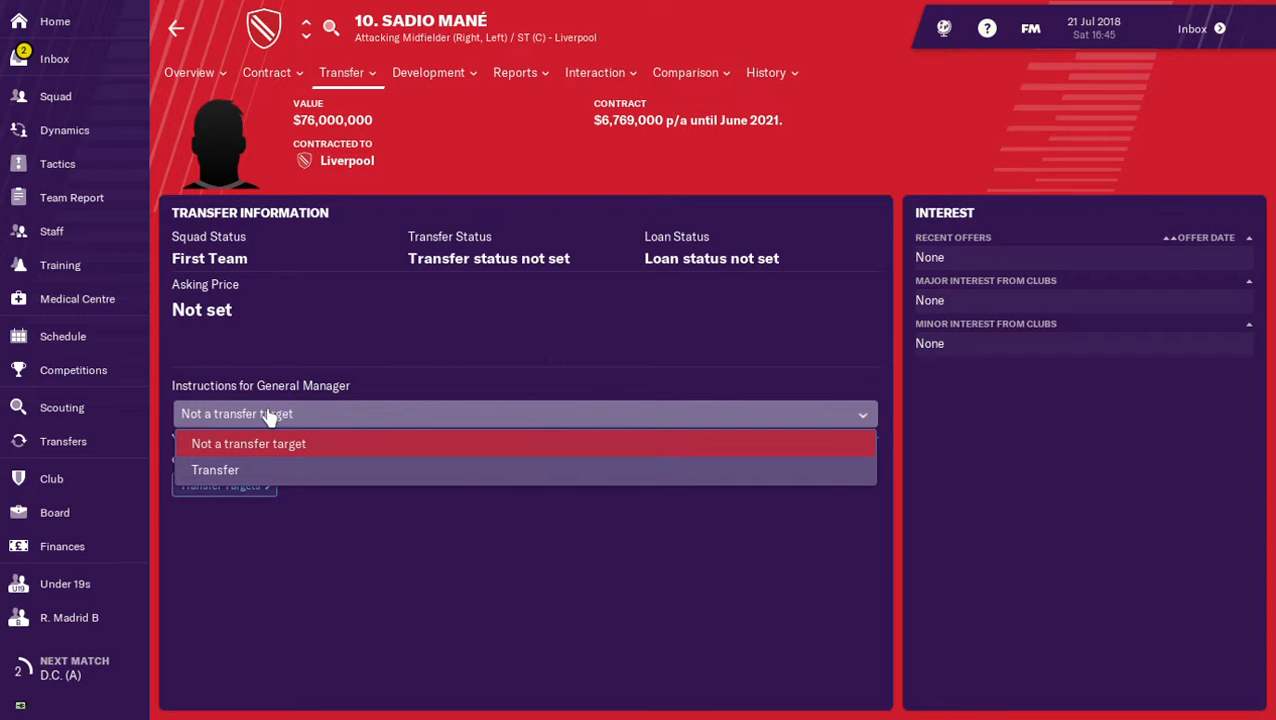 Home
2
Inbox
Squad
Dynamics
Tactics
Team Report
Staff
Training
Medical Centre
Schedule
Competitions
Scouting
Transfers
Club
Board
Finances
U19
Under 19s
B
R. Madrid B
2
NEXT MATCH
D.C. (A)
10. SADIO MANÉ
Attacking Midfielder (Right, Left) / ST (C) - Liverpool
?
FM
21 Jul 2018
Sat 16:45
Inbox
Overview
Contract
Transfer
Development
Reports
Interaction
Comparison
History
VALUE
$76,000,000
CONTRACTED TO
Liverpool
CONTRACT
$6,769,000 p/a until June 2021.
TRANSFER INFORMATION
Squad Status
First Team
Transfer Status
Transfer status not set
Loan Status
Loan status not set
Asking Price
Not set
Instructions for General Manager
Not a transfer target
Not a transfer target
Transfer
Transfer Targets >
INTEREST
RECENT OFFERS
OFFER DATE
None
MAJOR INTEREST FROM CLUBS
None
MINOR INTEREST FROM CLUBS
None